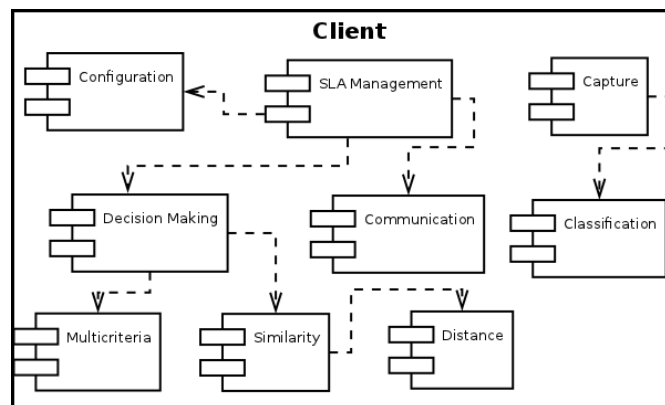 Client
Configuration
SLA Management
Capture
Decision Making
Communication
Classification
Multicriteria
Similarity
Distance